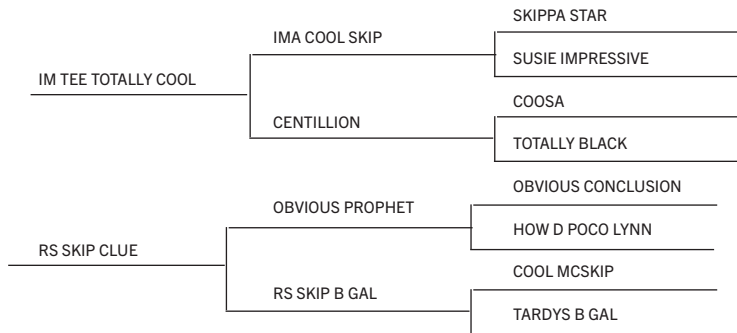 SKIPPA STAR
IMA COOL SKIP
SUSIE IMPRESSIVE
IM TEE TOTALLY COOL
COOSA
CENTILLION
TOTALLY BLACK
OBVIOUS CONCLUSION
OBVIOUS PROPHET
HOW D POCO LYNN
RS SKIP CLUE
COOL MCSKIP
RS SKIP B GAL
TARDYS B GAL